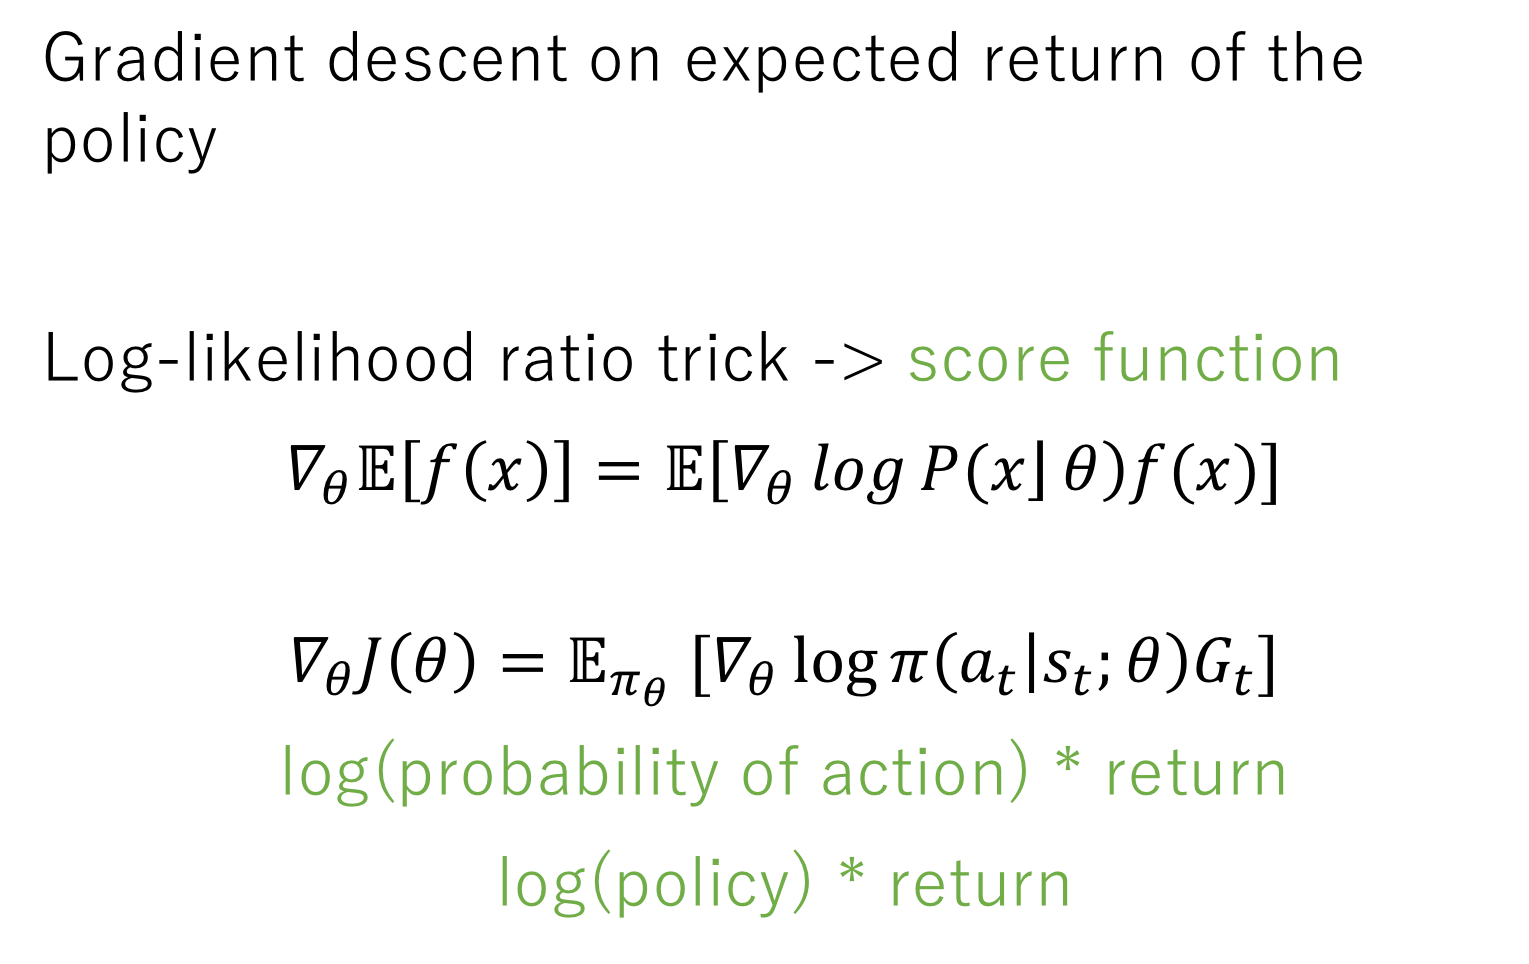 Gradient descent on expected return of the
policy
Log-likelihood ratio trick -> score function
∇θ𝔼[f(x)] = 𝔼[∇θ log P(x⌋θ)f(x)]
∇θJ(θ) = 𝔼πθ [∇θ log π(at|st; θ)Gt]
log(probability of action) * return
log(policy) * return